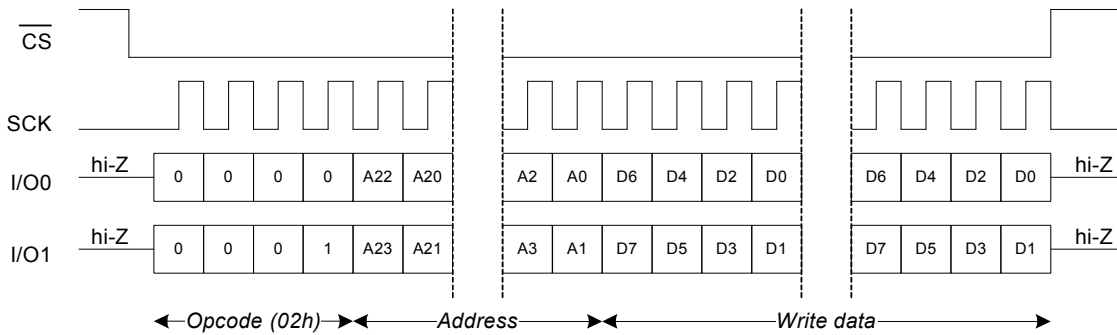 CS
SCK
hi-Z hi-Z
I/O0 0 0 0 0 A22 A20 A2 A0 D6 D4 D2 D0 D6 D4 D2 D0
hi-Z hi-Z
I/O1 0 0 0 1 A23 A21 A3 A1 D7 D5 D3 D1 D7 D5 D3 D1
Opcode (02h) Address Write data